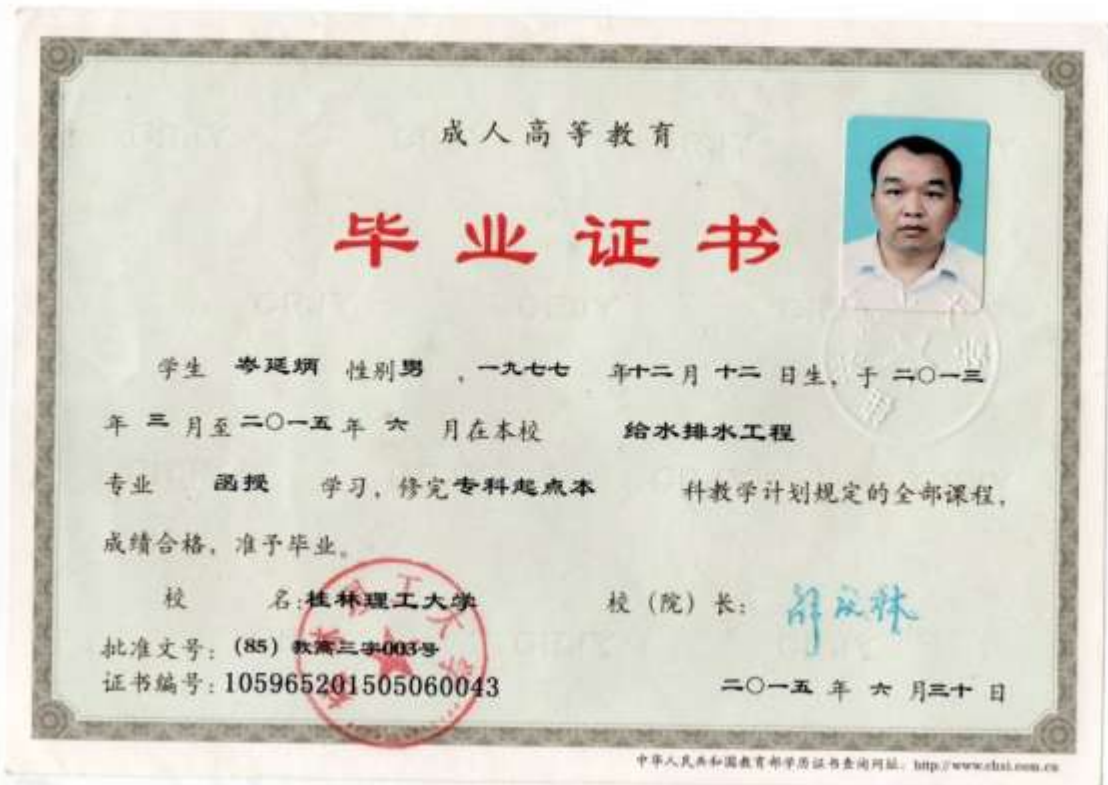 成人高等教育
毕业证书
学生 岑延炳 性别男 ,一九七七 年十二月 十二 日生,于 二〇一三
年 三 月至二〇一五 年 六 月在本校 给水排水工程
专业 函授 学习,修完专科起点本 科教学计划规定的全部课程,
成绩合格,准予毕业。
校 名:桂林理工大学 校(院)长:
批准文号:(85)教高三字003号
证书编号:105965201505060043 二〇一五 年 六 月三十 日
中华人民共和国教育部学历证书查询网址:http://www.chsi.com.cn